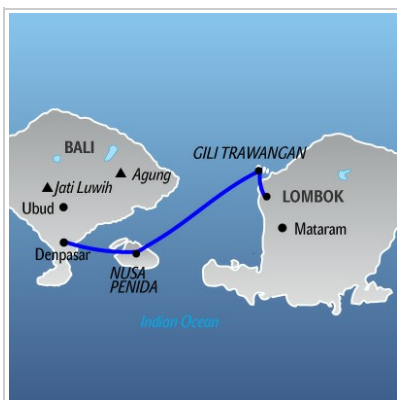 GILI TRAWANGAN
BALI
Agung
Jati Luwih
LOMBOK
Ubud
Mataram
Denpasar
NUSA
PENIDA
Indian Ocean